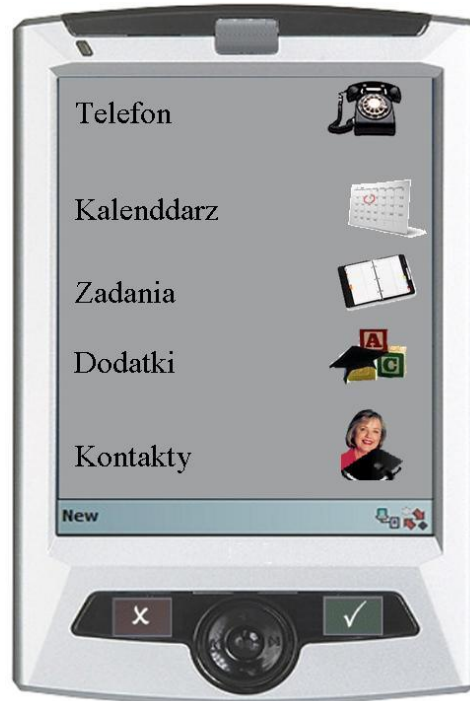 Telefon
Kalenddarz
Zadania
Dodatki
Kontakty
New
X
A
C